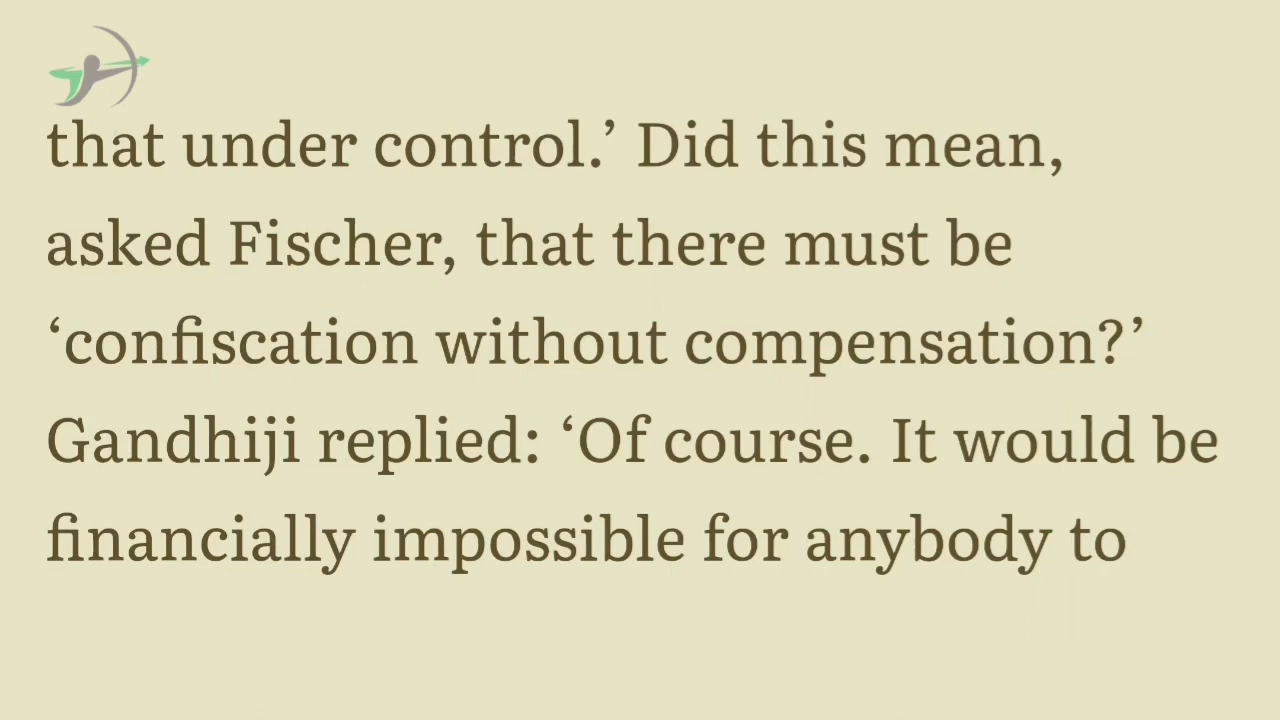 that under control.’ Did this mean,
asked Fischer, that there must be
‘confiscation without compensation?’
Gandhiji replied: ‘Of course. It would be
financially impossible for anybody to